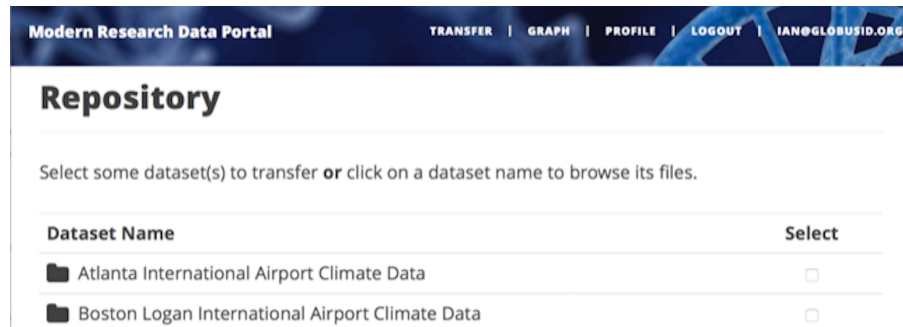 Modern Research Data Portal TRANSFER | GRAPH | PROFILE | LOGOUT | IAN@GLOBUSID.ORG
Repository
Select some dataset(s) to transfer or click on a dataset name to browse its files.
Dataset Name Select
Atlanta International Airport Climate Data
Boston Logan International Airport Climate Data